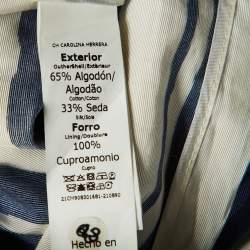 CH CAROLINA HERRERA
Exterior
OutherShell/Extérieur
65% Algodón/
Algodão
Cotton/Coton
33% Seda
Silk/Soie
Forro
Lining/Doublure
100%
Cuproamonio
Cupro
Hecho en